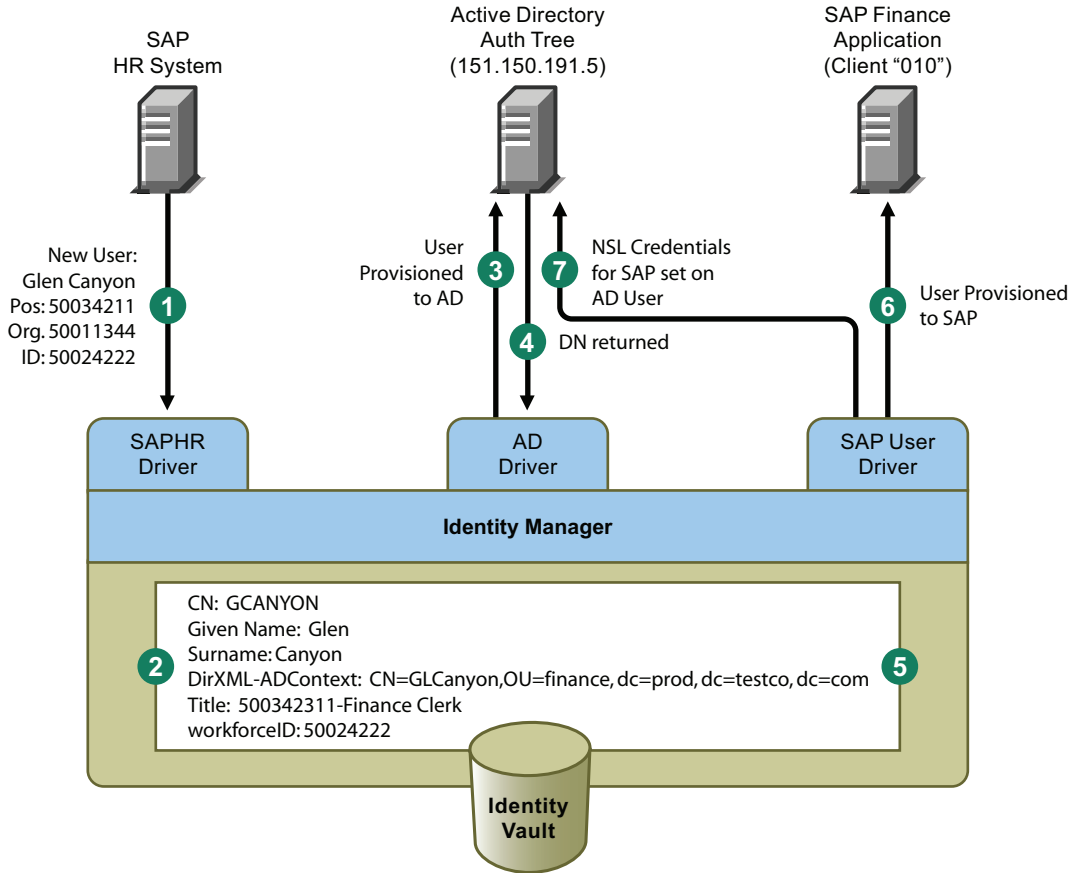 SAP
HR System
Active Directory
Auth Tree
(151.150.191.5)
SAP Finance
Application
(Client “010”)
New User:
Glen Canyon
Pos: 50034211
Org. 50011344
ID: 50024222
1
User
Provisioned
to AD
3
4
DN returned
7
NSL Credentials
for SAP set on
AD User
6
User Provisioned
to SAP
SAPHR
Driver
AD
Driver
SAP User
Driver
Identity Manager
2
CN: GCANYON
Given Name: Glen
Surname: Canyon
DirXML-ADContext: CN=GLCanyon,OU=finance, dc=prod, dc=testco, dc=com
Title: 500342311-Finance Clerk
workforceID: 50024222
5
Identity
Vault